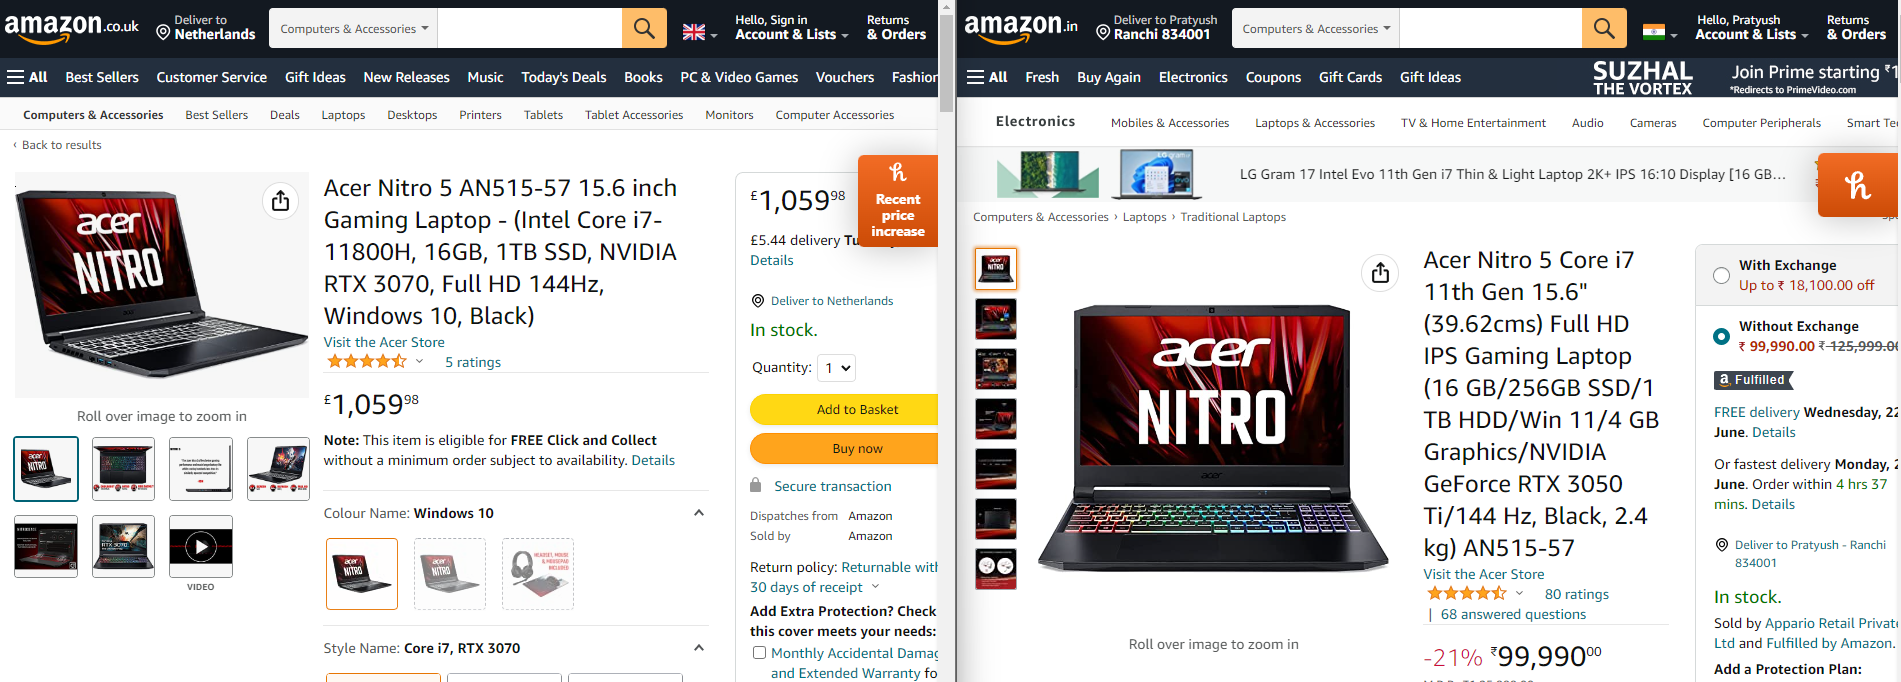 amazon.co.uk
Deliver to
Netherlands
Computers & Accessories
Hello, Sign in
Account & Lists
Returns
& Orders
All Best Sellers Customer Service Gift Ideas New Releases Music Today's Deals Books PC & Video Games Vouchers Fashion
Computers & Accessories Best Sellers Deals Laptops Desktops Printers Tablets Tablet Accessories Monitors Computer Accessories
‹ Back to results
acer
NITRO
Roll over image to zoom in
VIDEO
Acer Nitro 5 AN515-57 15.6 inch
Gaming Laptop - (Intel Core i7-
11800H, 16GB, 1TB SSD, NVIDIA
RTX 3070, Full HD 144Hz,
Windows 10, Black)
Visit the Acer Store
5 ratings
£1,05998
Note: This item is eligible for FREE Click and Collect
without a minimum order subject to availability. Details
Colour Name: Windows 10
HEADSET, MOUSE
& MOUSEPAD
INCLUDED
Style Name: Core i7, RTX 3070
£1,05998
£5.44 delivery
Details
Recent
price
increase
Deliver to Netherlands
In stock.
Quantity: 1
Add to Basket
Buy now
Secure transaction
Dispatches from Amazon
Sold by Amazon
Return policy: Returnable with
30 days of receipt
Add Extra Protection? Check
this cover meets your needs:
Monthly Accidental Damag
and Extended Warranty fo
amazon.in
Deliver to Pratyush
Ranchi 834001
Computers & Accessories
Hello, Pratyush
Account & Lists
Returns
& Orders
All Fresh Buy Again Electronics Coupons Gift Cards Gift Ideas
SUZHAL
THE VORTEX
Join Prime starting ₹1
*Redirects to PrimeVideo.com
Electronics Mobiles & Accessories Laptops & Accessories TV & Home Entertainment Audio Cameras Computer Peripherals Smart Te
LG gram
LG Gram 17 Intel Evo 11th Gen i7 Thin & Light Laptop 2K+ IPS 16:10 Display [16 GB...
Computers & Accessories › Laptops › Traditional Laptops
acer
NITRO
acer
Roll over image to zoom in
Acer Nitro 5 Core i7
11th Gen 15.6"
(39.62cms) Full HD
IPS Gaming Laptop
(16 GB/256GB SSD/1
TB HDD/Win 11/4 GB
Graphics/NVIDIA
GeForce RTX 3050
Ti/144 Hz, Black, 2.4
kg) AN515-57
Visit the Acer Store
80 ratings
| 68 answered questions
-21% ₹99,99000
With Exchange
Up to ₹ 18,100.00 off
Without Exchange
₹ 99,990.00 ₹ 125,999.00
a Fulfilled
FREE delivery Wednesday, 22
June. Details
Or fastest delivery Monday, 2
June. Order within 4 hrs 37
mins. Details
Deliver to Pratyush - Ranchi
834001
In stock.
Sold by Appario Retail Private
Ltd and Fulfilled by Amazon.
Add a Protection Plan: